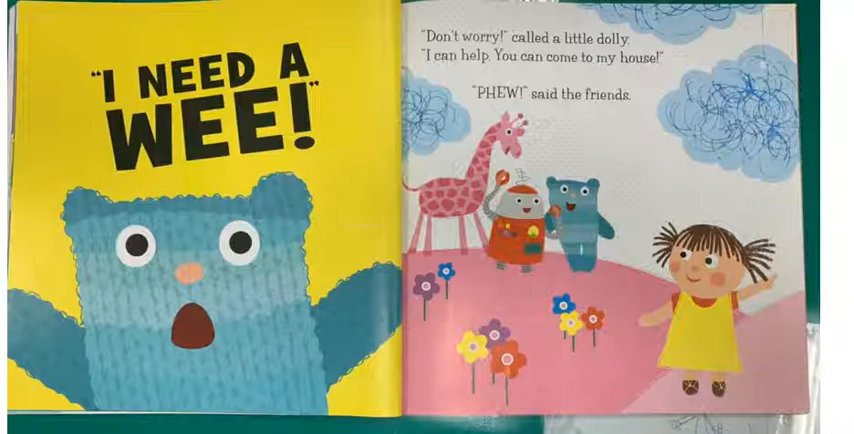 "I NEED A
WEE!"
"Don't worry!" called a little dolly.
"I can help. You can come to my house!"
"PHEW!" said the friends.